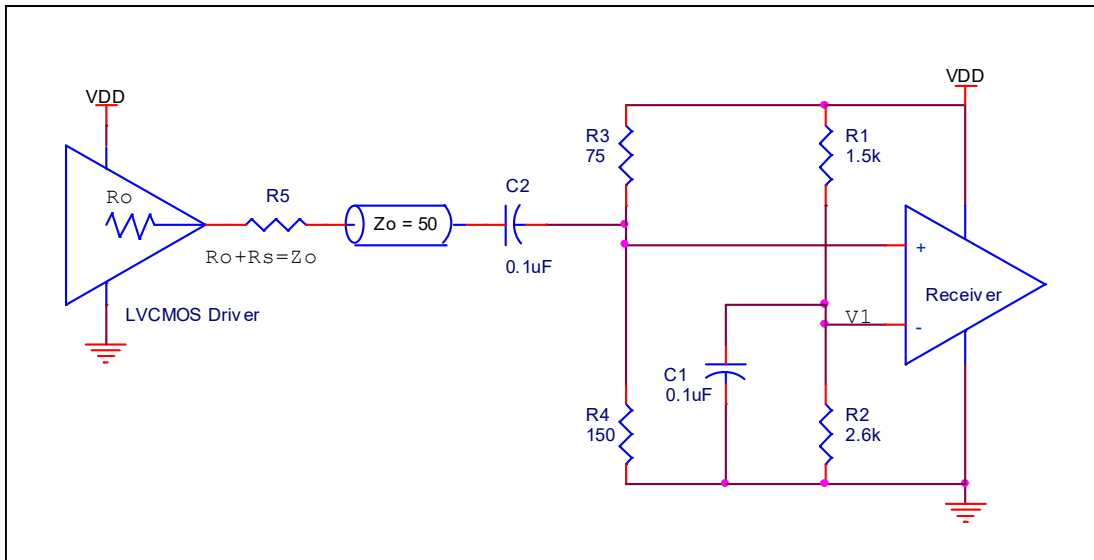 VDD
VDD
R3
75
R1
1.5k
Ro
R5
Zo = 50
C2
+
Ro+Rs=Zo
0.1uF
Receiver
LVCMOS Driver
V1
-
C1
0.1uF
R4
150
R2
2.6k